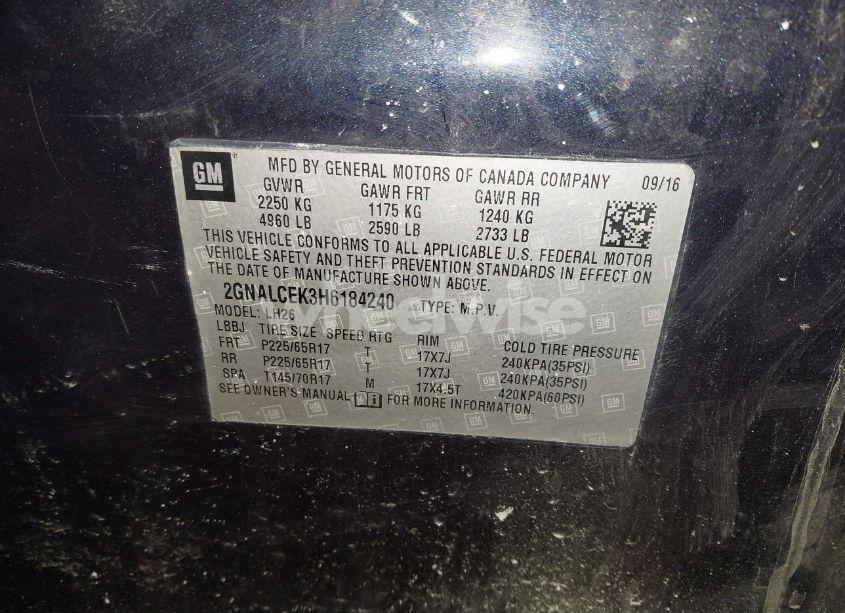 GM
MFD BY GENERAL MOTORS OF CANADA COMPANY 09/16
GVWR GAWR FRT GAWR RR
2250 KG 1175 KG 1240 KG
4960 LB 2590 LB 2733 LB
THIS VEHICLE CONFORMS TO ALL APPLICABLE U.S. FEDERAL MOTOR
VEHICLE SAFETY AND THEFT PREVENTION STANDARDS IN EFFECT ON
THE DATE OF MANUFACTURE SHOWN ABOVE.
2GNALCEK3H6184240 TYPE: M.P.V.
MODEL: LH26
LBBJ TIRE SIZE SPEED RTG RIM COLD TIRE PRESSURE
FRT P225/65R17 T 17X7J 240KPA(35PSI)
RR P225/65R17 T 17X7J 240KPA(35PSI)
SPA T145/70R17 M 17X4.5T 420KPA(60PSI)
SEE OWNER'S MANUAL FOR MORE INFORMATION.